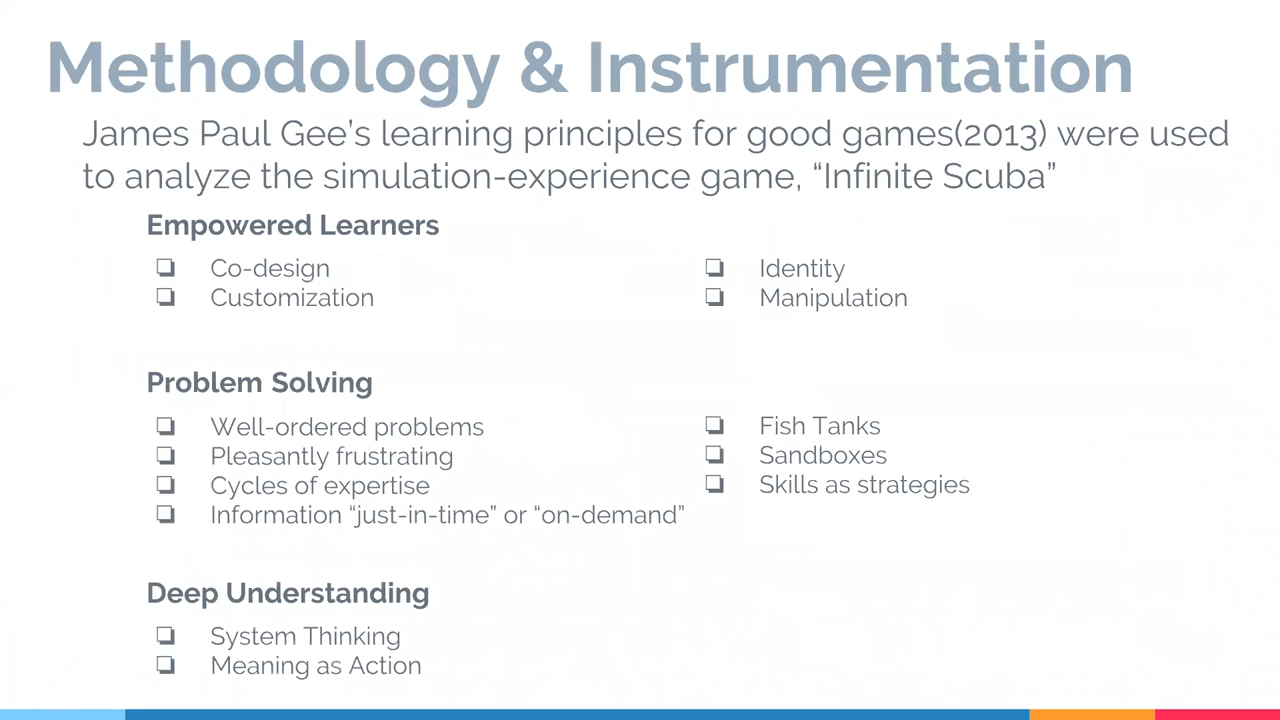 Methodology & Instrumentation
James Paul Gee’s learning principles for good games(2013) were used
to analyze the simulation-experience game, “Infinite Scuba”
Empowered Learners
❏ Co-design
❏ Customization
❏ Identity
❏ Manipulation
Problem Solving
❏ Well-ordered problems
❏ Pleasantly frustrating
❏ Cycles of expertise
❏ Information “just-in-time” or “on-demand”
❏ Fish Tanks
❏ Sandboxes
❏ Skills as strategies
Deep Understanding
❏ System Thinking
❏ Meaning as Action